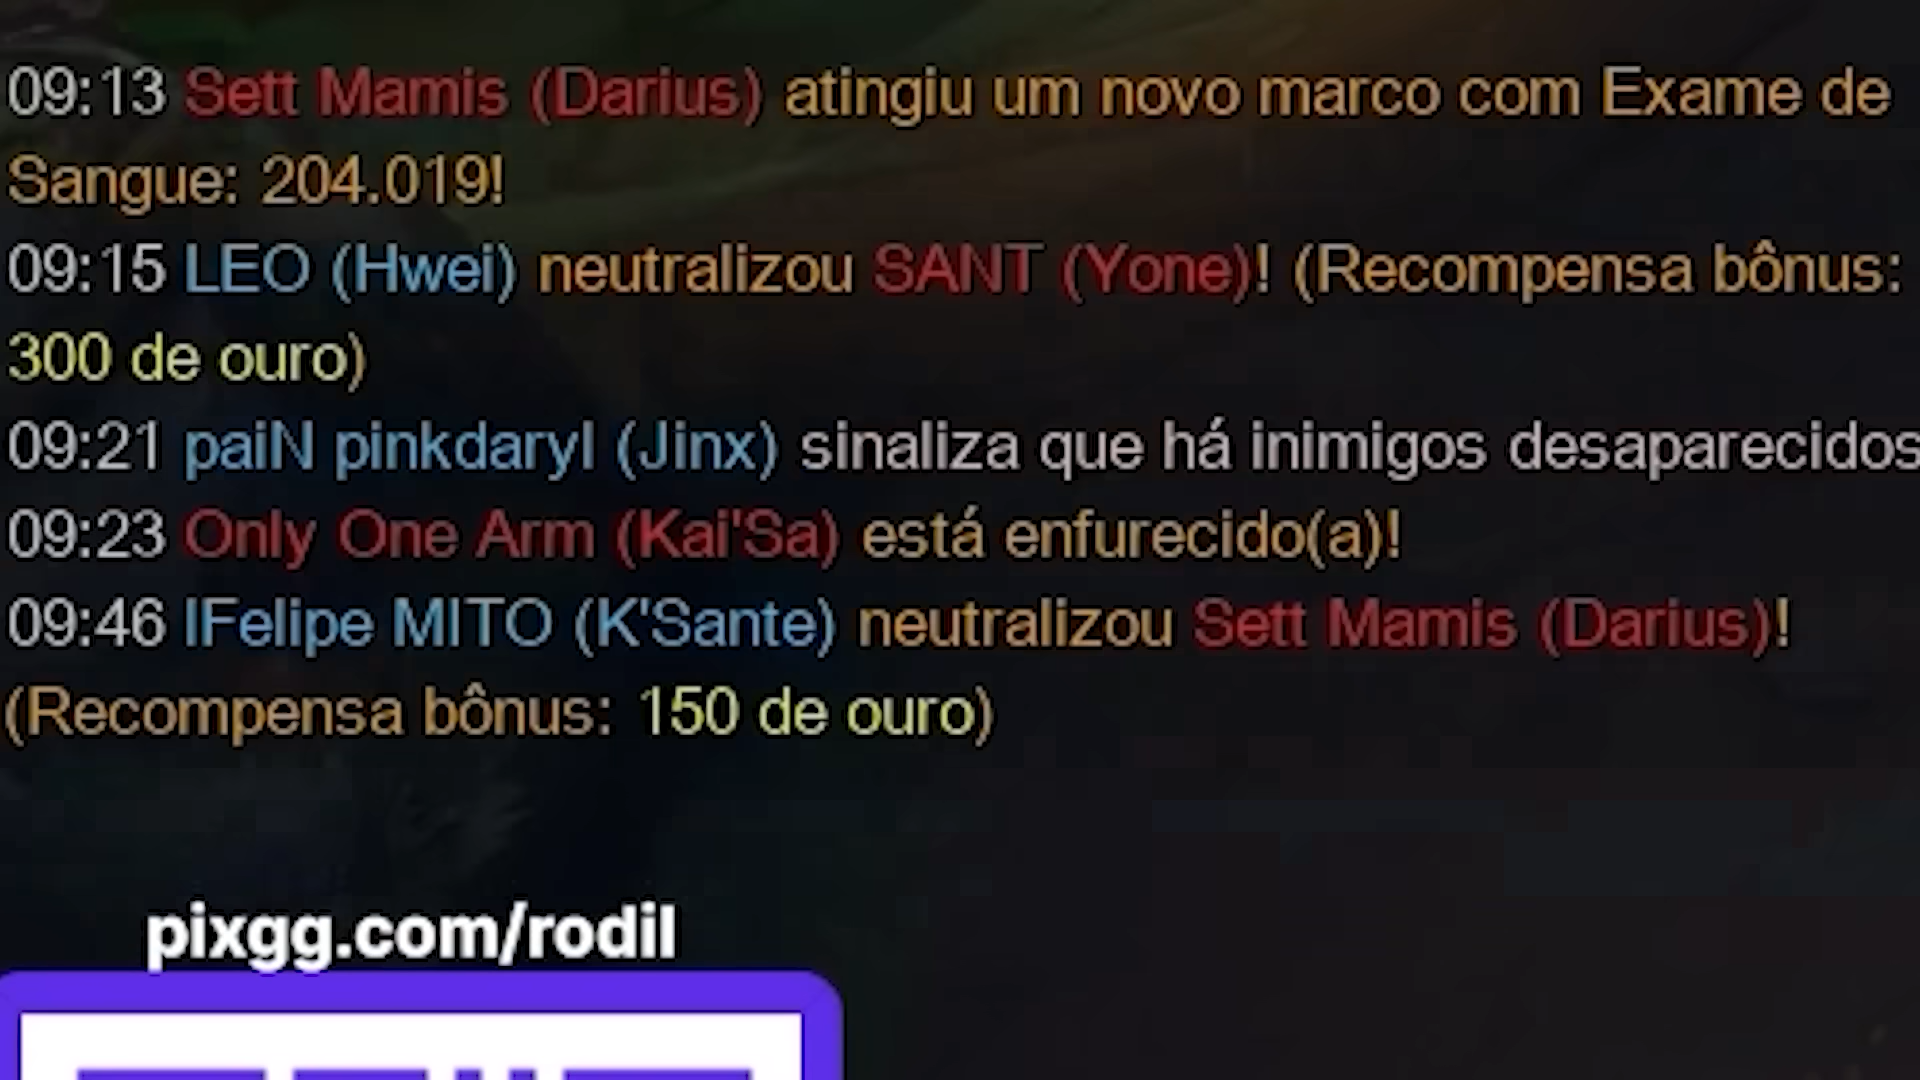 09:13 Sett Mamis (Darius) atingiu um novo marco com Exame de
Sangue: 204.019!
09:15 LEO (Hwei) neutralizou SANT (Yone)! (Recompensa bônus:
300 de ouro)
09:21 paiN pinkdaryl (Jinx) sinaliza que há inimigos desaparecidos
09:23 Only One Arm (Kai'Sa) está enfurecido(a)!
09:46 lFelipe MITO (K'Sante) neutralizou Sett Mamis (Darius)!
(Recompensa bônus: 150 de ouro)
pixgg.com/rodil